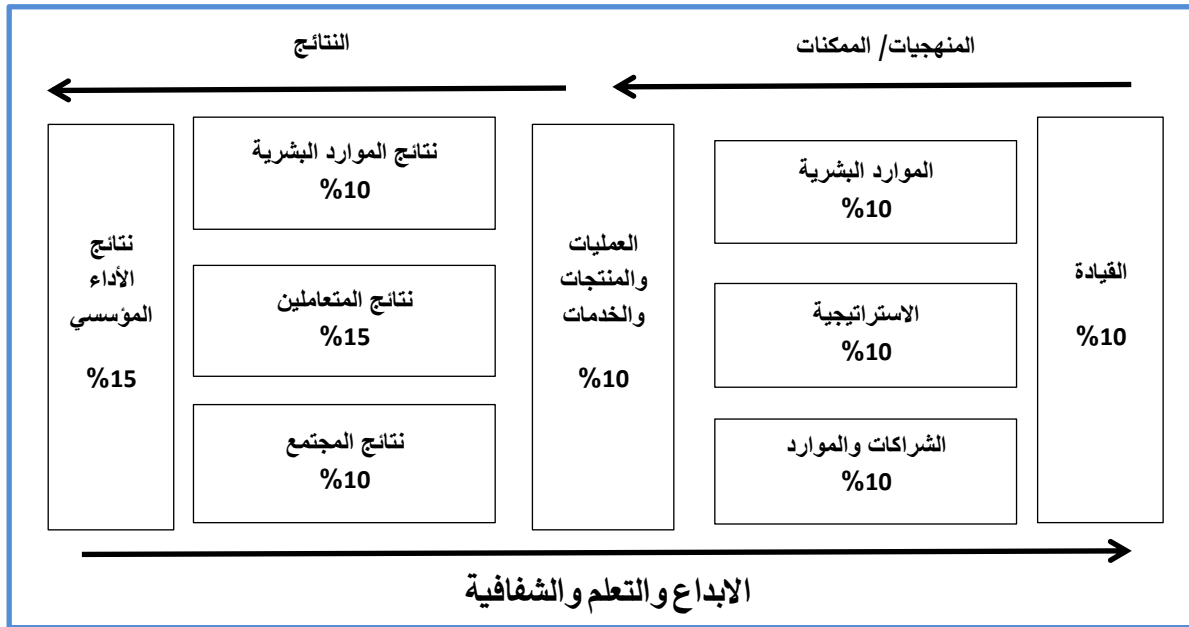 المنهجيات/ الممكنات
النتائج
القيادة
%10
الموارد البشرية
%10
الاستراتيجية
%10
الشراكات والموارد
%10
العمليات
والمنتجات
والخدمات
%10
نتائج الموارد البشرية
%10
نتائج المتعاملين
%15
نتائج المجتمع
%10
نتائج
الأداء
المؤسسي
%15
الابداع والتعلم والشفافية